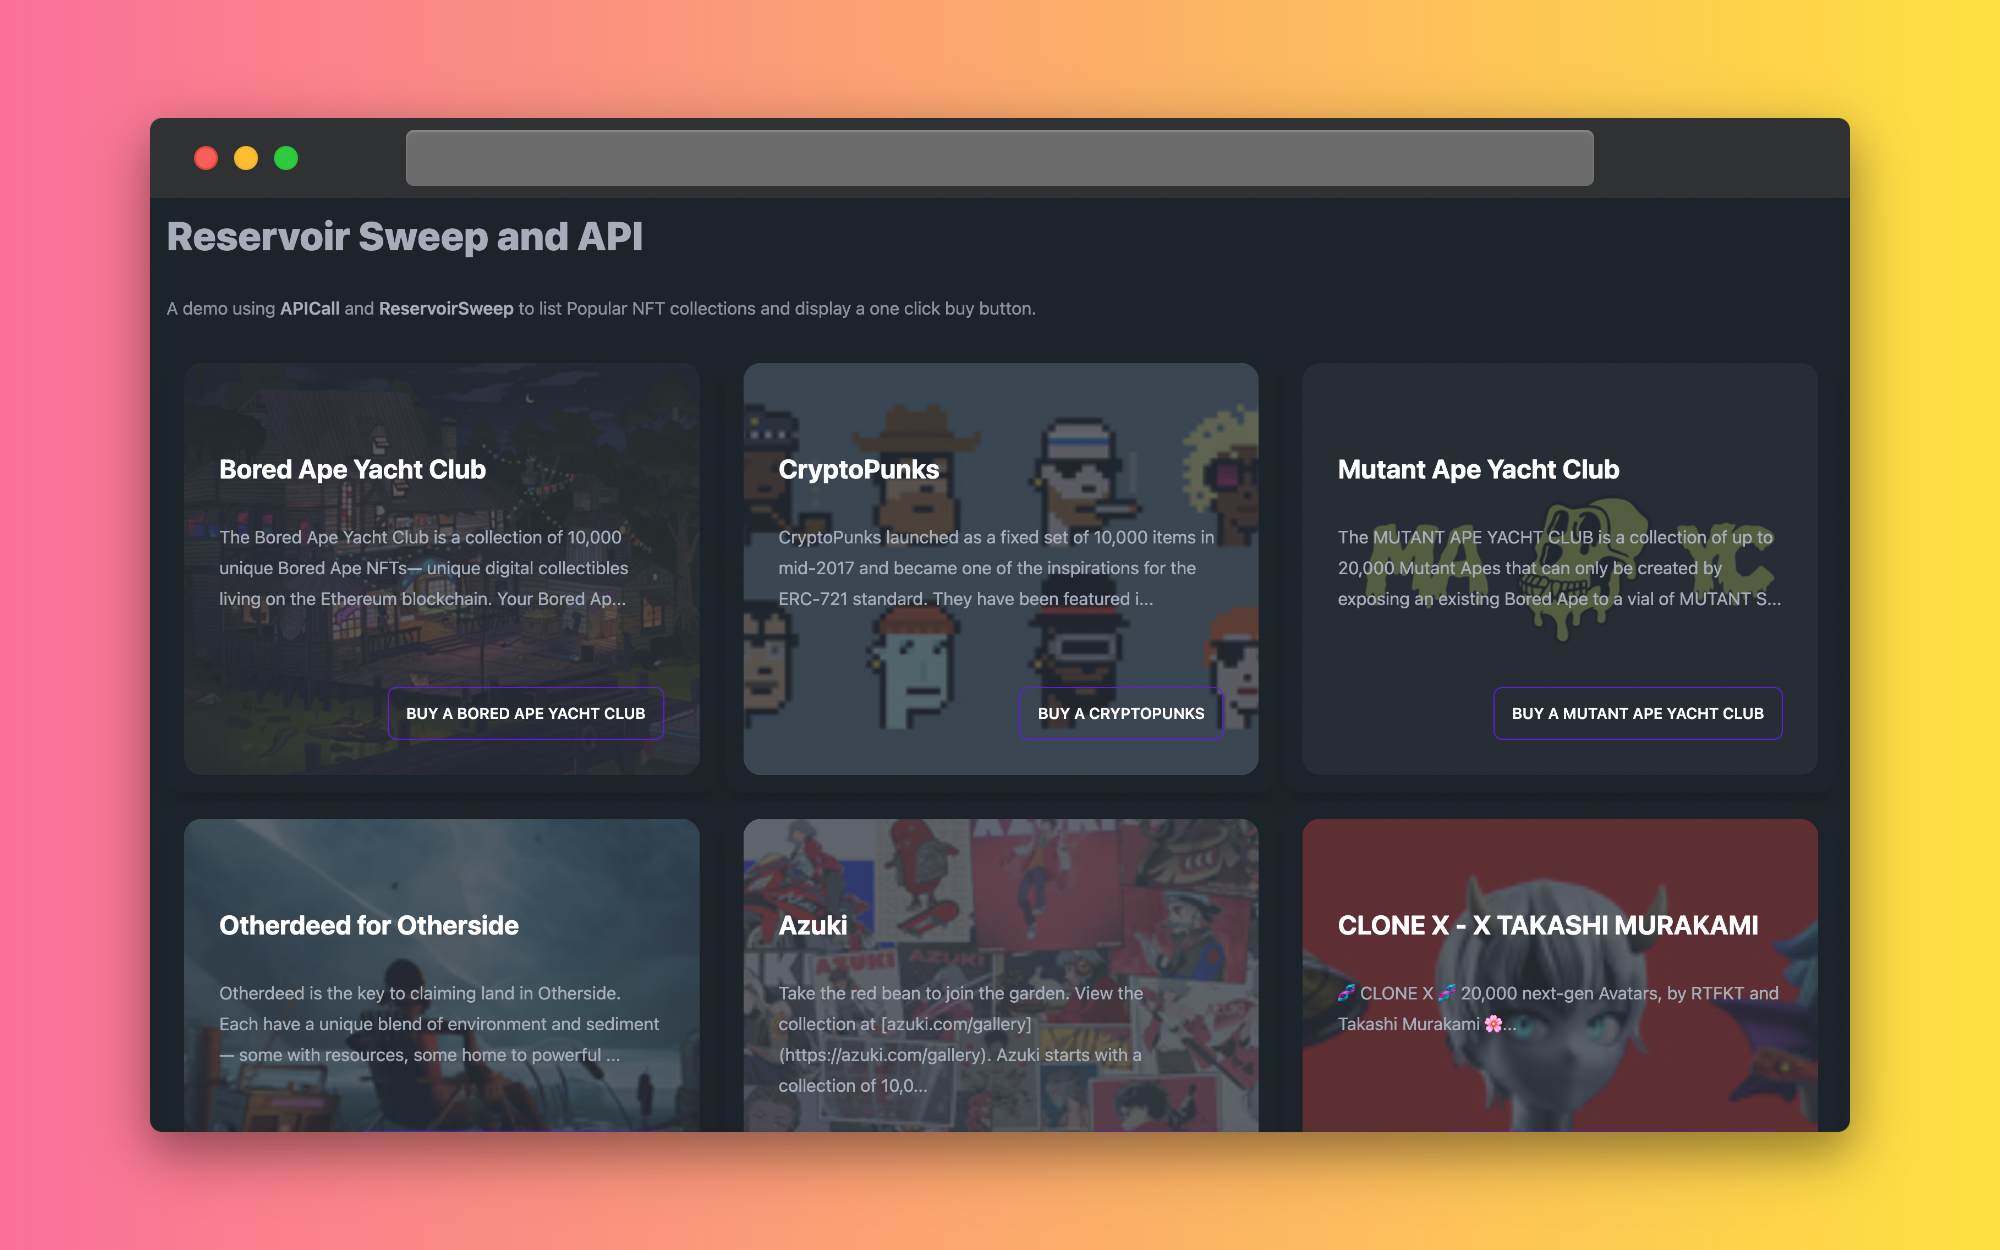 Reservoir Sweep and API
A demo using APICall and ReservoirSweep to list Popular NFT collections and display a one click buy button.
Bored Ape Yacht Club
The Bored Ape Yacht Club is a collection of 10,000
unique Bored Ape NFTs— unique digital collectibles
living on the Ethereum blockchain. Your Bored Ap...
BUY A BORED APE YACHT CLUB
CryptoPunks
CryptoPunks launched as a fixed set of 10,000 items in
mid-2017 and became one of the inspirations for the
ERC-721 standard. They have been featured i...
BUY A CRYPTOPUNKS
Mutant Ape Yacht Club
MA YC
The MUTANT APE YACHT CLUB is a collection of up to
20,000 Mutant Apes that can only be created by
exposing an existing Bored Ape to a vial of MUTANT S...
BUY A MUTANT APE YACHT CLUB
Otherdeed for Otherside
Otherdeed is the key to claiming land in Otherside.
Each have a unique blend of environment and sediment
— some with resources, some home to powerful ...
AZUKI
Azuki
AZUKI AZUKI
Take the red bean to join the garden. View the
collection at [azuki.com/gallery]
(https://azuki.com/gallery). Azuki starts with a
collection of 10,0...
CLONE X - X TAKASHI MURAKAMI
🧬 CLONE X 🧬 20,000 next-gen Avatars, by RTFKT and
Takashi Murakami 🌸...